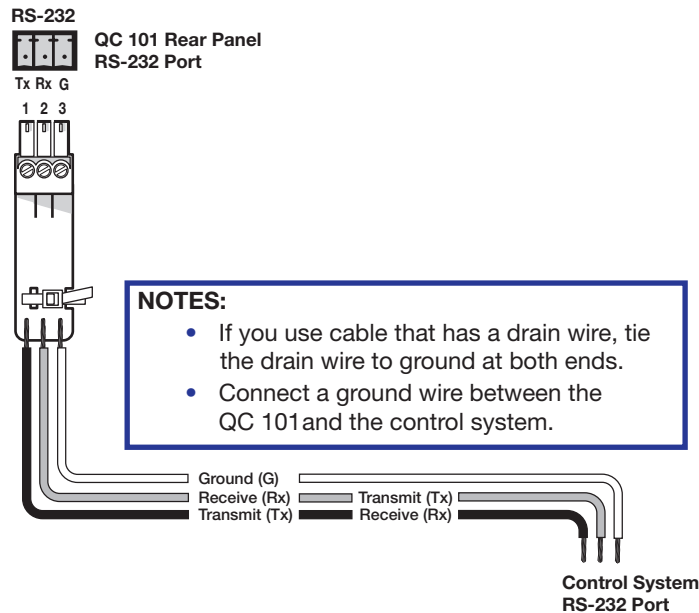 RS-232
QC 101 Rear Panel
RS-232 Port
Tx Rx G
1 2 3
NOTES:
• If you use cable that has a drain wire, tie
the drain wire to ground at both ends.
• Connect a ground wire between the
QC 101and the control system.
Ground (G)
Receive (Rx) Transmit (Tx)
Transmit (Tx) Receive (Rx)
Control System
RS-232 Port